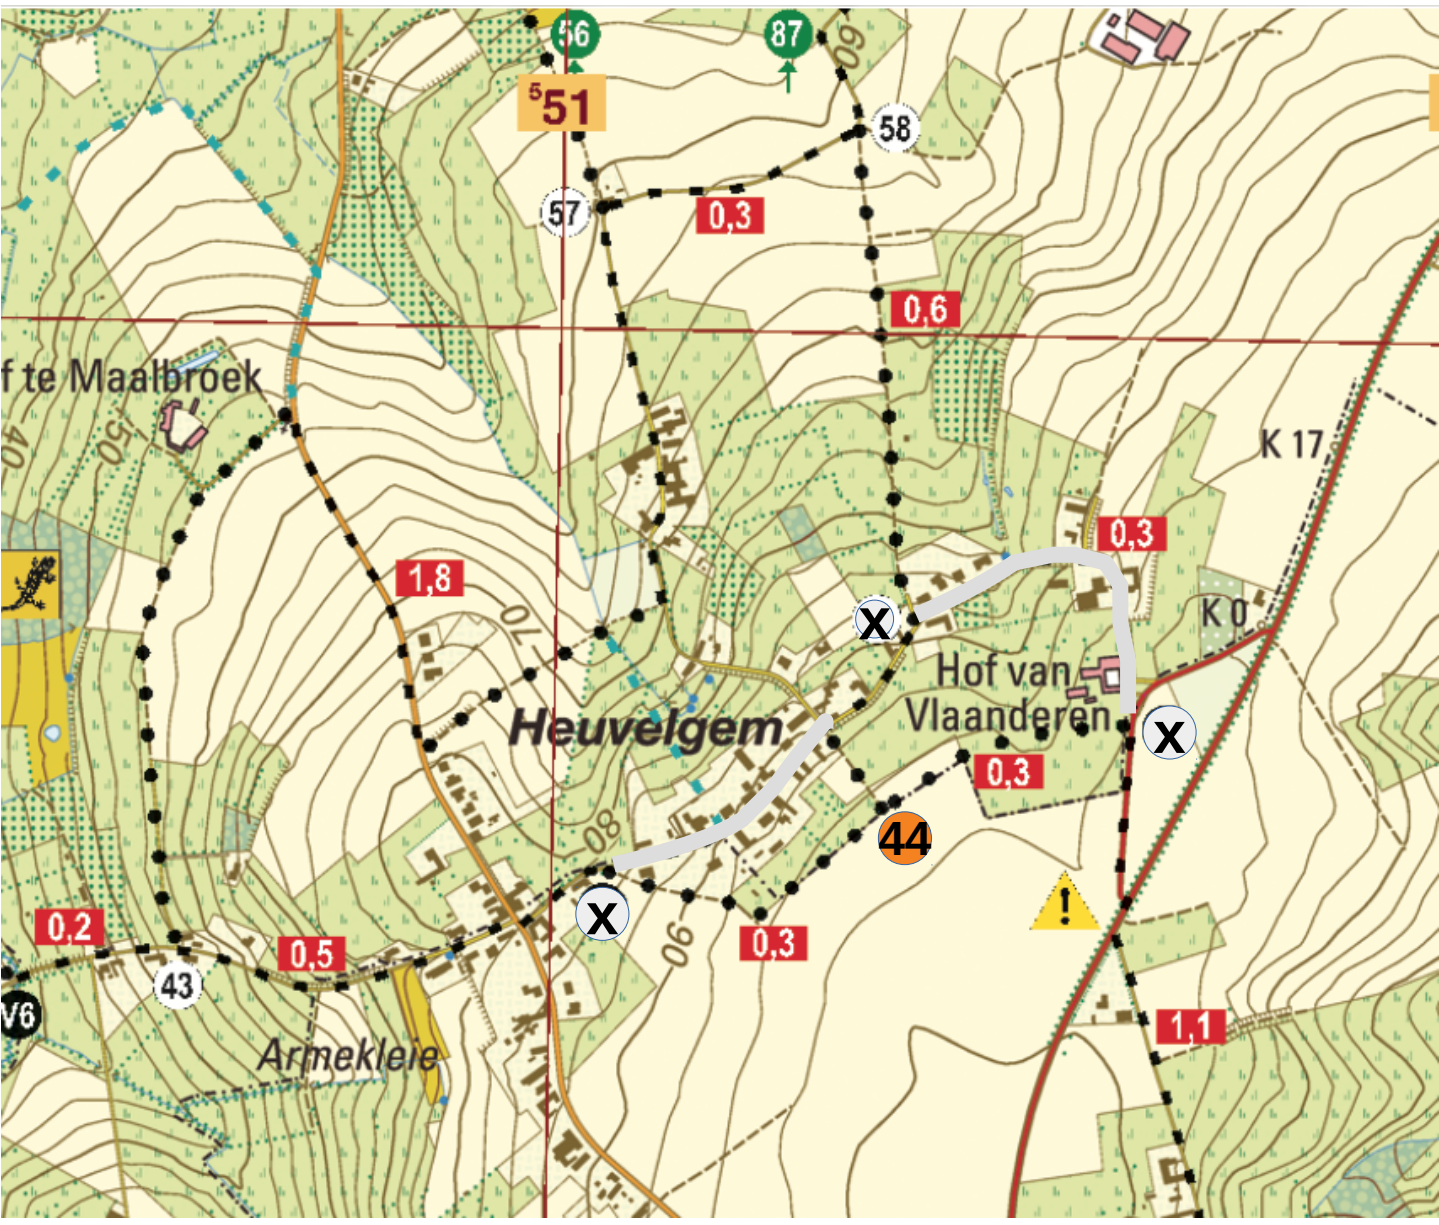 56
87
60
⁵51
58
57
0,3
0,6
f te Maalbroek
40
50
K 17
0,3
1,8
70
X
K 0
Hof van
Vlaanderen
Heuvelgem
X
0,3
80
44
!
X
0,2
0,5
90
0,3
43
V6
1,1
Armekleie